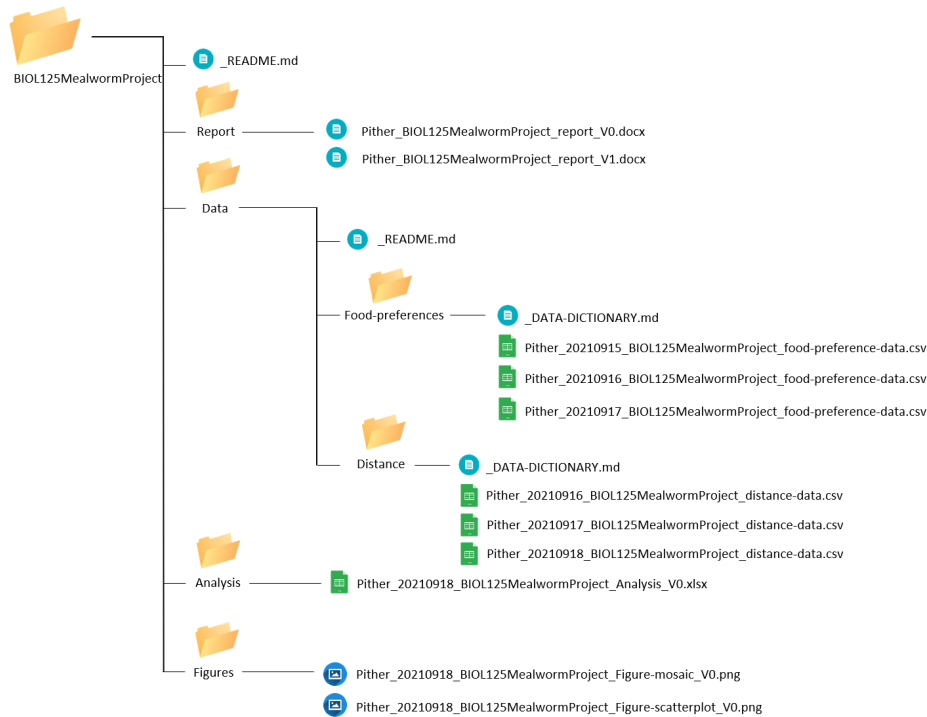 BIOL125MealwormProject
_README.md
Report
Pither_BIOL125MealwormProject_report_V0.docx
Pither_BIOL125MealwormProject_report_V1.docx
Data
_README.md
Food-preferences
_DATA-DICTIONARY.md
Pither_20210915_BIOL125MealwormProject_food-preference-data.csv
Pither_20210916_BIOL125MealwormProject_food-preference-data.csv
Pither_20210917_BIOL125MealwormProject_food-preference-data.csv
Distance
_DATA-DICTIONARY.md
Pither_20210916_BIOL125MealwormProject_distance-data.csv
Pither_20210917_BIOL125MealwormProject_distance-data.csv
Pither_20210918_BIOL125MealwormProject_distance-data.csv
Analysis
Pither_20210918_BIOL125MealwormProject_Analysis_V0.xlsx
Figures
Pither_20210918_BIOL125MealwormProject_Figure-mosaic_V0.png
Pither_20210918_BIOL125MealwormProject_Figure-scatterplot_V0.png